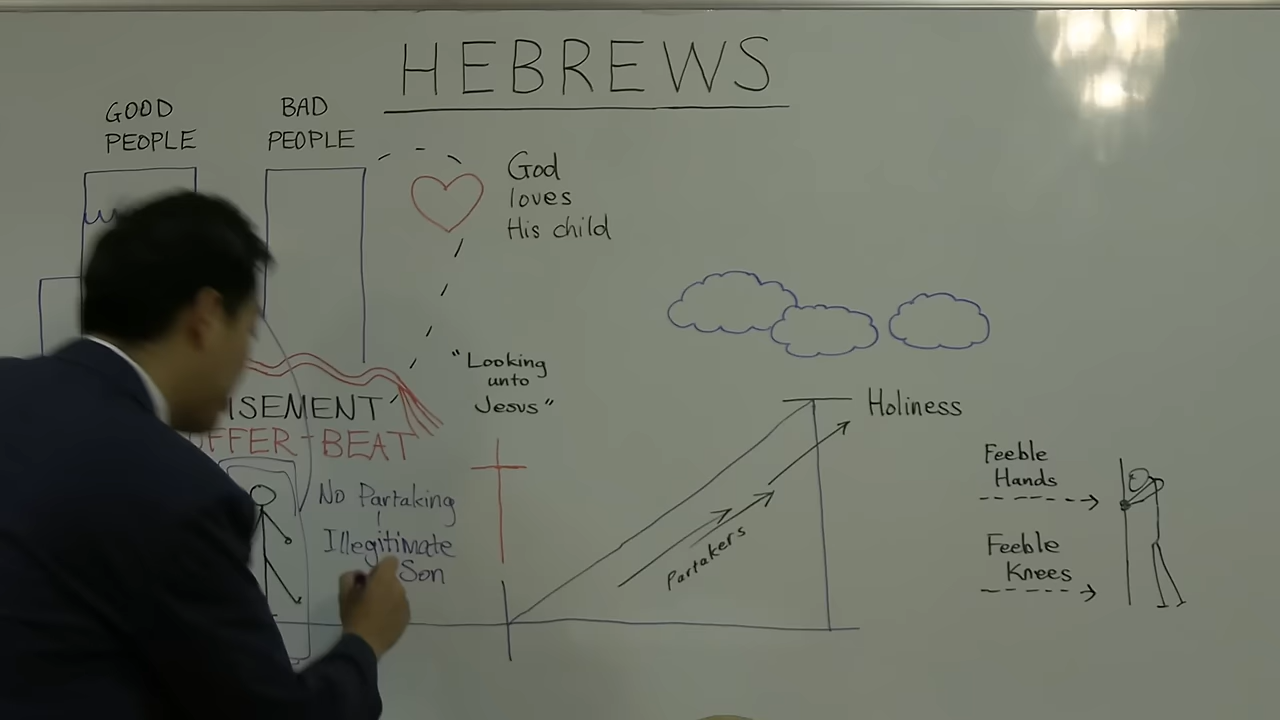 HEBREWS
GOOD
PEOPLE
BAD
PEOPLE
God
loves
His child
"Looking
unto
Jesus"
ISEMENT
FFER-BEAT
No Partaking
Illegitimate
Son
Partakers
Holiness
Feeble
Hands
Feeble
Knees